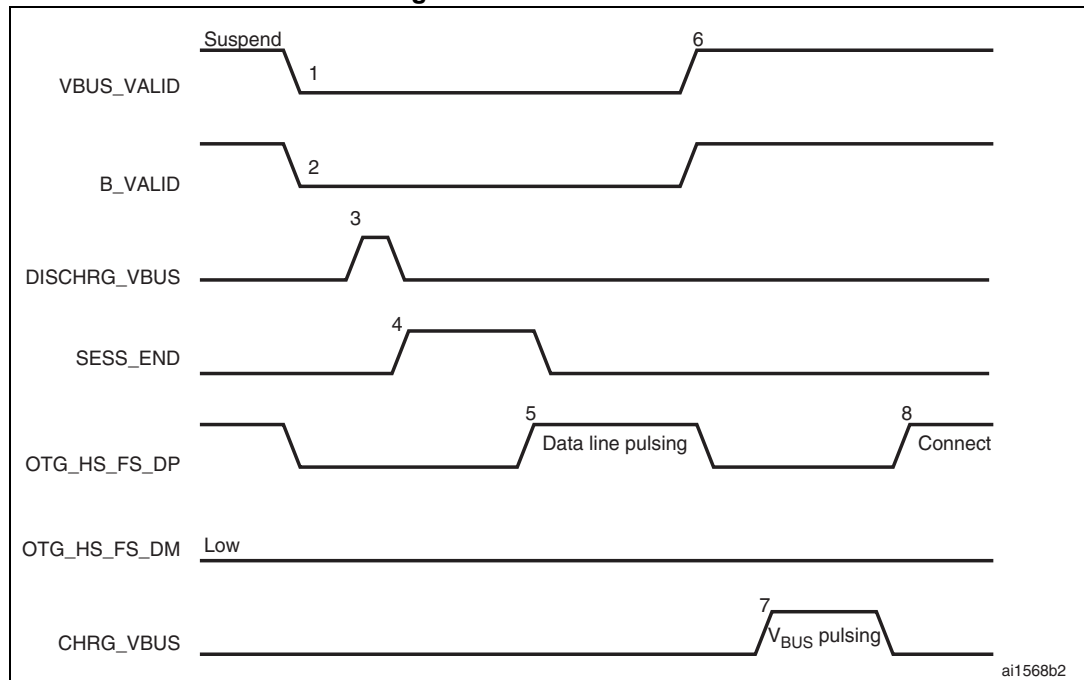 g
Suspend
6
VBUS_VALID
1
B_VALID
2
3
DISCHRG_VBUS
4
SESS_END
5
8
OTG_HS_FS_DP
Data line pulsing
Connect
OTG_HS_FS_DM
Low
7
CHRG_VBUS
VBUS pulsing
ai1568b2